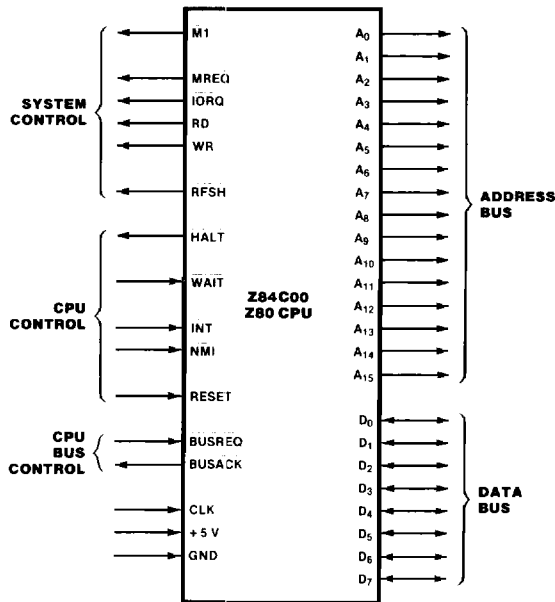 M1
MREQ
IORQ
RD
WR
RFSH
SYSTEM
CONTROL
HALT
WAIT
INT
NMI
RESET
CPU
CONTROL
BUSREQ
BUSACK
CPU
BUS
CONTROL
CLK
+5 V
GND
Z84C00
Z80 CPU
A0
A1
A2
A3
A4
A5
A6
A7
A8
A9
A10
A11
A12
A13
A14
A15
ADDRESS
BUS
D0
D1
D2
D3
D4
D5
D6
D7
DATA
BUS